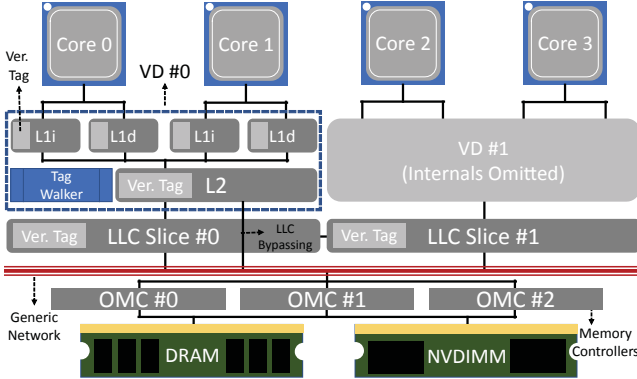 Core 0
Core 1
Core 2
Core 3
Ver.
Tag
VD #0
L1i
L1d
L1i
L1d
VD #1
(Internals Omitted)
Tag
Walker
Ver. Tag
L2
Ver. Tag
LLC Slice #0
LLC
Bypassing
Ver. Tag
LLC Slice #1
OMC #0
OMC #1
OMC #2
Generic
Network
Memory
Controllers
DRAM
NVDIMM